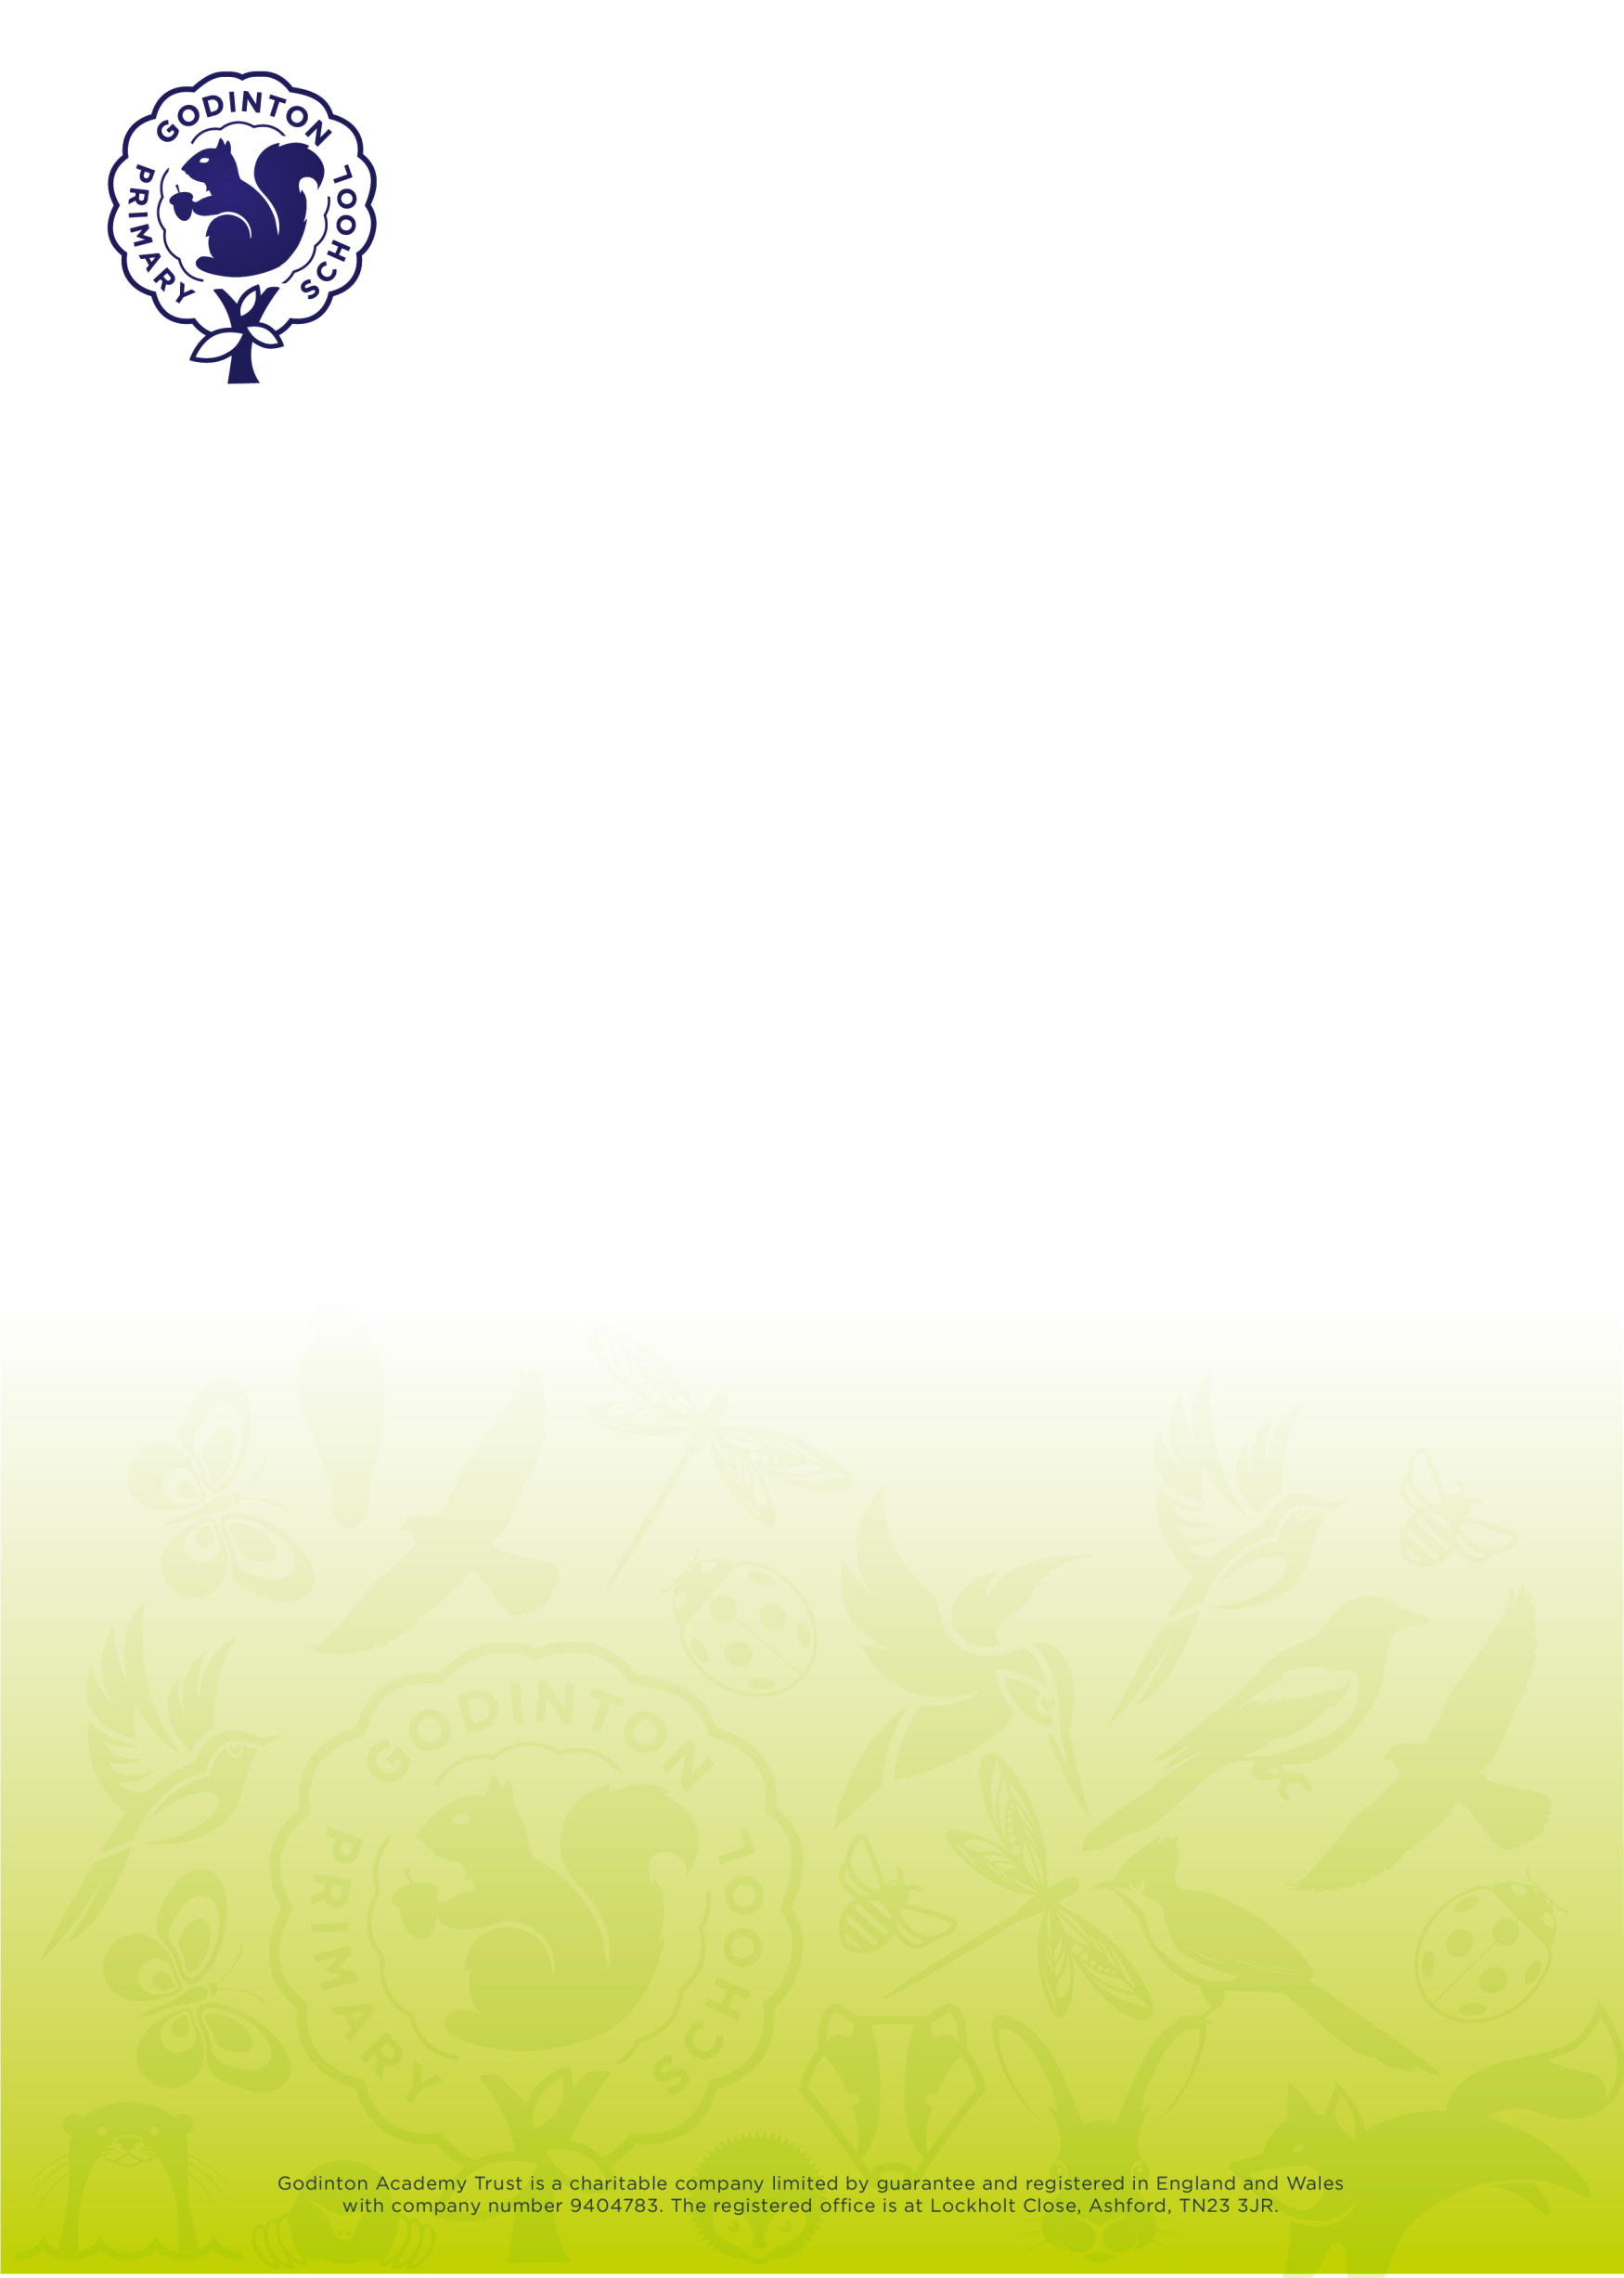 GODINTON
PRIMARY SCHOOL
GODINTON
PRIMARY SCHOOL
Godinton Academy Trust is a charitable company limited by guarantee and registered in England and Wales
with company number 9404783. The registered office is at Lockholt Close, Ashford, TN23 3JR.